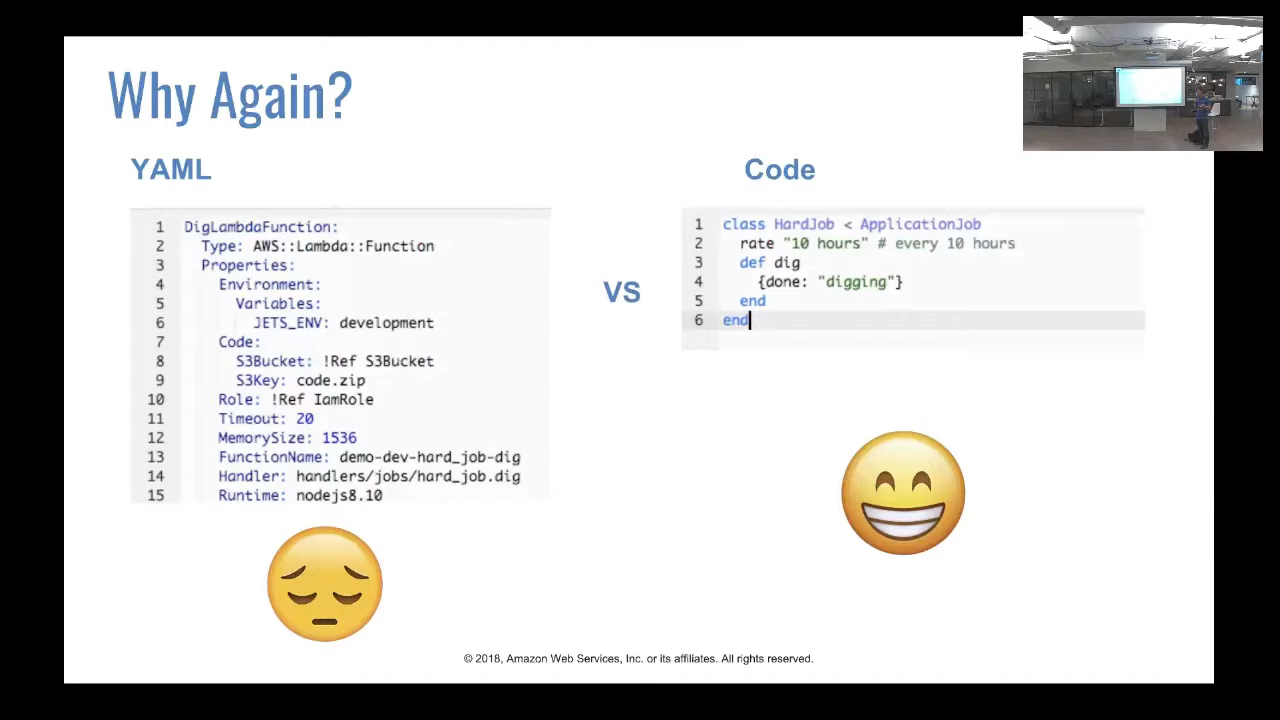 Why Again?
YAML
1 DigLambdaFunction:
2 Type: AWS::Lambda::Function
3 Properties:
4 Environment:
5 Variables:
6 JETS_ENV: development
7 Code:
8 S3Bucket: !Ref S3Bucket
9 S3Key: code.zip
10 Role: !Ref IamRole
11 Timeout: 20
12 MemorySize: 1536
13 FunctionName: demo-dev-hard_job-dig
14 Handler: handlers/jobs/hard_job.dig
15 Runtime: nodejs8.10
VS
Code
1 class HardJob < ApplicationJob
2 rate "10 hours" # every 10 hours
3 def dig
4 {done: "digging"}
5 end
6 end
© 2018, Amazon Web Services, Inc. or its affiliates. All rights reserved.